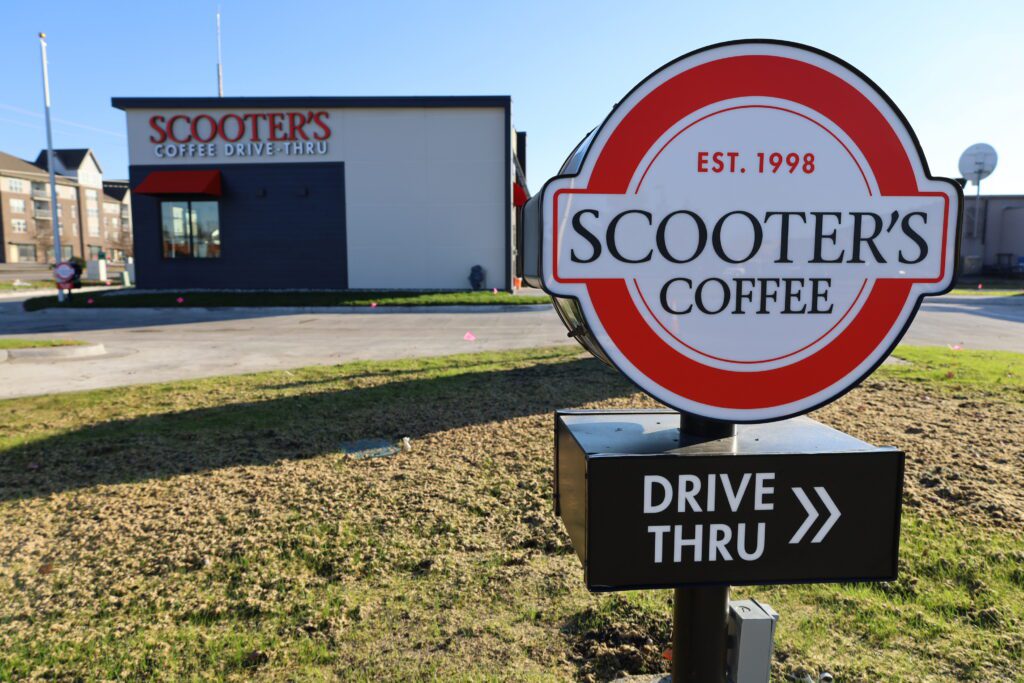 SCOOTER'S
COFFEE DRIVE-THRU
EST. 1998
SCOOTER'S
COFFEE
DRIVE
THRU